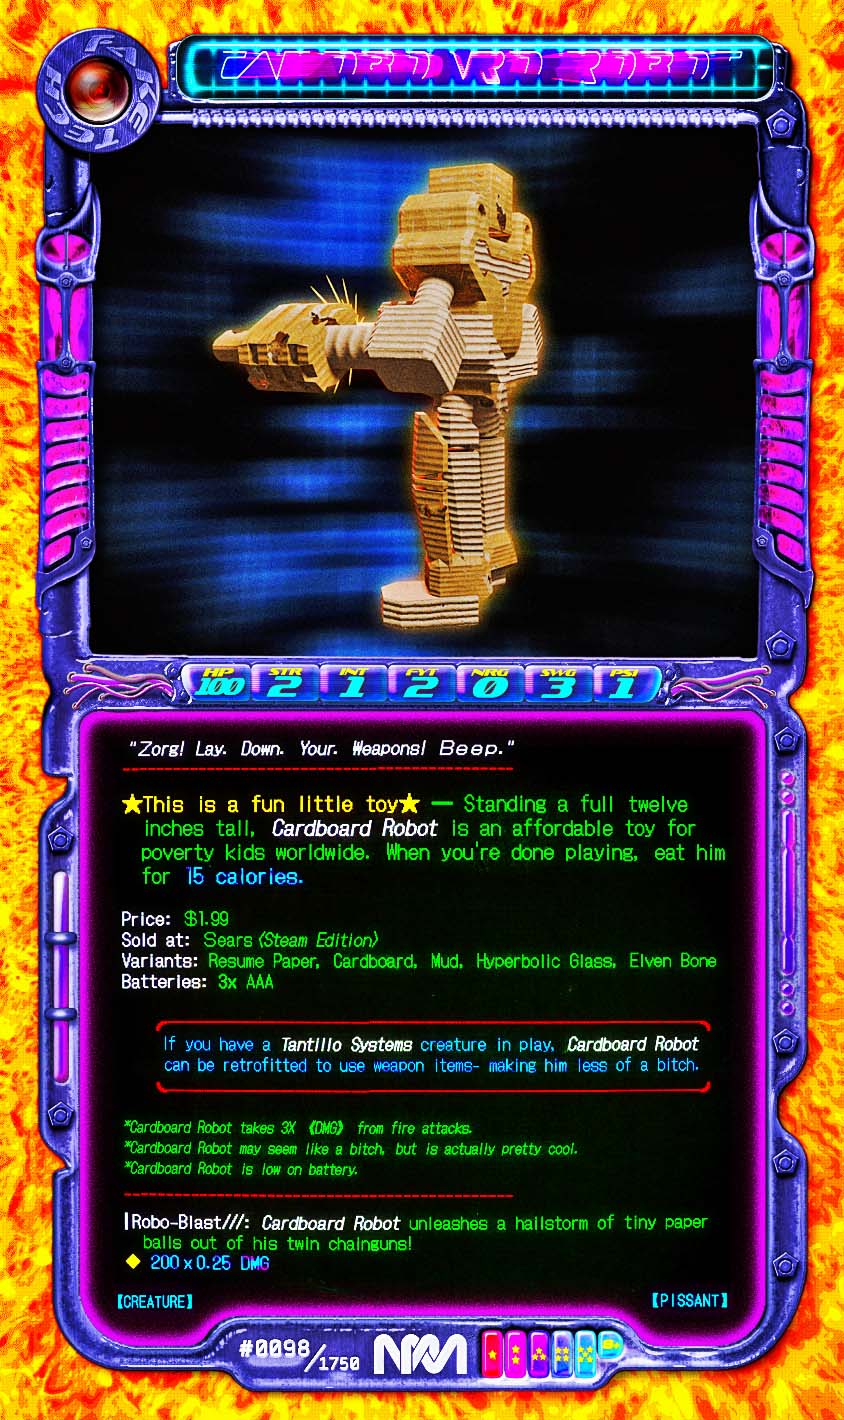 FAKE TECH
CARDBOARD ROBOT
HP STR INT FYT NRG SWG PSI
100 2 1 2 0 3 1
"Zorg! Lay. Down. Your. Weapons! Beep."
★This is a fun little toy★ — Standing a full twelve
inches tall, Cardboard Robot is an affordable toy for
poverty kids worldwide. When you're done playing, eat him
for 15 calories.
Price: $1.99
Sold at: Sears (Steam Edition)
Variants: Resume Paper, Cardboard, Mud, Hyperbolic Glass, Elven Bone
Batteries: 3x AAA
If you have a Tantillo Systems creature in play, Cardboard Robot
can be retrofitted to use weapon items- making him less of a bitch.
*Cardboard Robot takes 3X 《DMG》 from fire attacks.
*Cardboard Robot may seem like a bitch, but is actually pretty cool.
*Cardboard Robot is low on battery.
|Robo-Blast///: Cardboard Robot unleashes a hailstorm of tiny paper
balls out of his twin chainguns!
◆ 200 x 0.25 DMG
【CREATURE】 【PISSANT】
#0098/1750